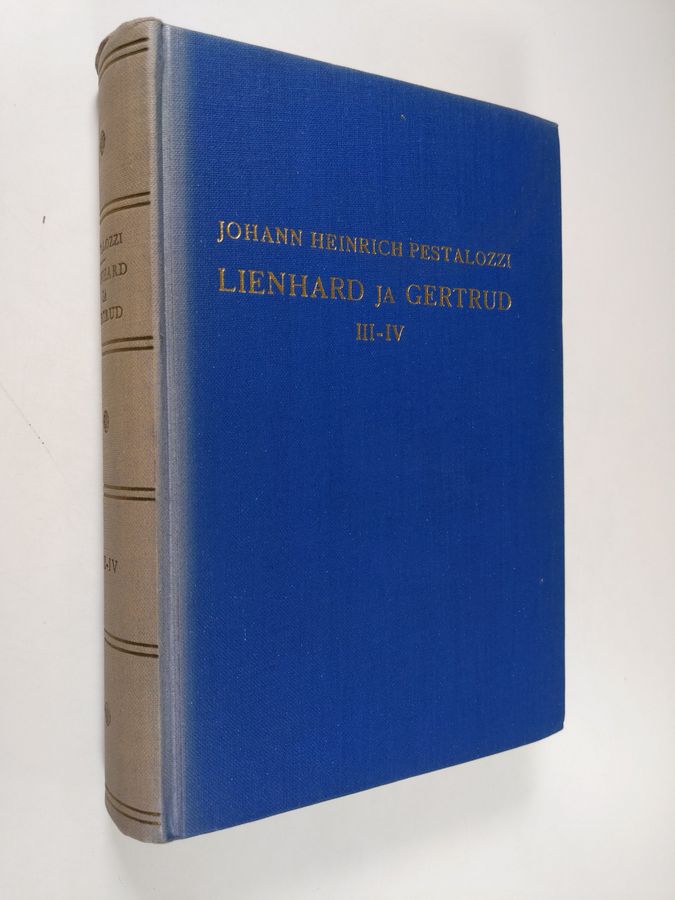 JOHANN HEINRICH PESTALOZZI
LIENHARD JA GERTRUD
III-IV